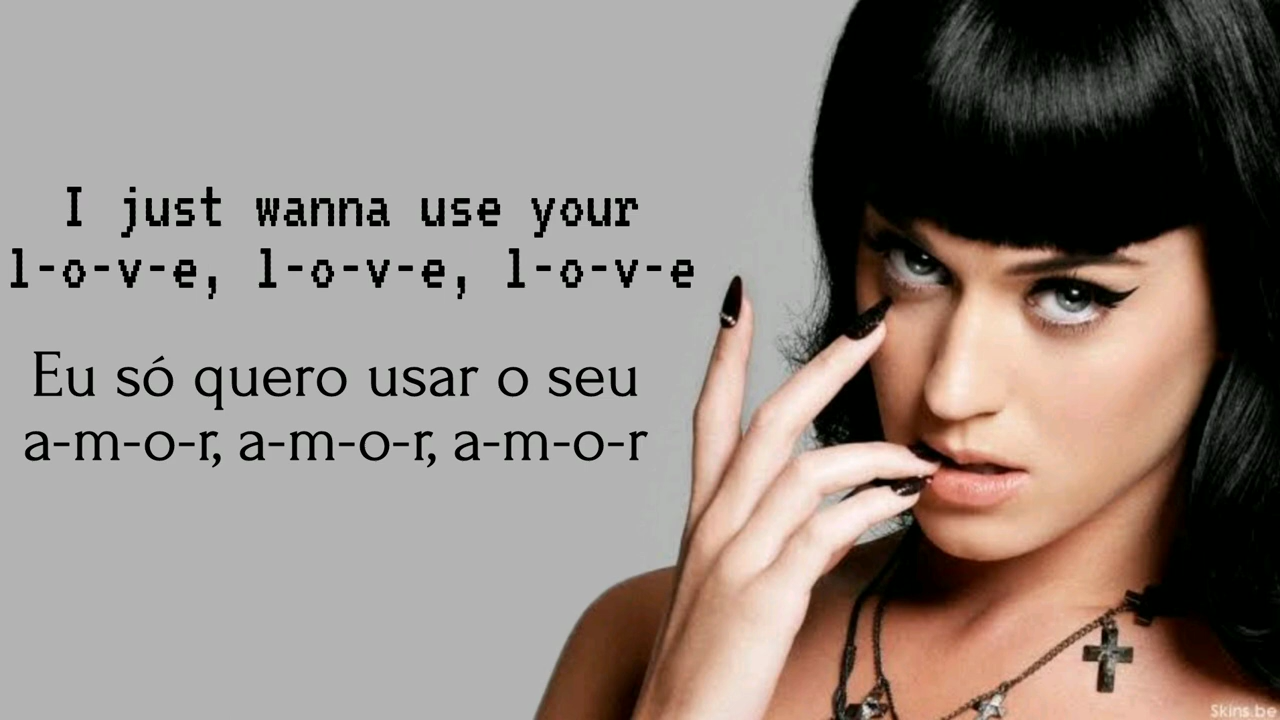 I just wanna use your
l-o-v-e, l-o-v-e, l-o-v-e
Eu só quero usar o seu
a-m-o-r, a-m-o-r, a-m-o-r
Skins.be